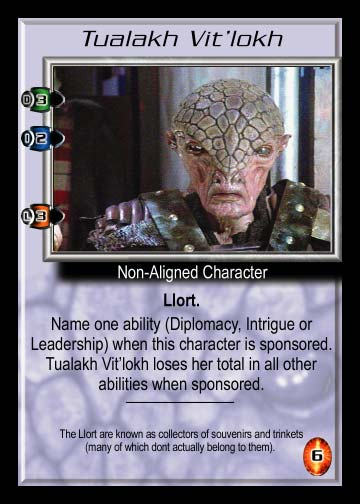 Tualakh Vit'lokh
D 3
I 2
L 3
Non-Aligned Character
Llort.
Name one ability (Diplomacy, Intrigue or
Leadership) when this character is sponsored.
Tualakh Vit'lokh loses her total in all other
abilities when sponsored.
The Llort are known as collectors of souvenirs and trinkets
(many of which dont actually belong to them).
6